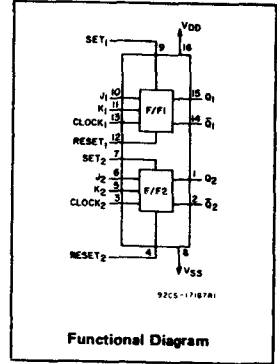 SET1
9
VDD
16
J1 10
K1 11
CLOCK1 13
F/F1
15 Q1
14 Q̅1
RESET1 12
SET2 7
J2 6
K2 5
CLOCK2 3
F/F2
1 Q2
2 Q̅2
RESET2
4
8
VSS
92CS-17187R1
Functional Diagram